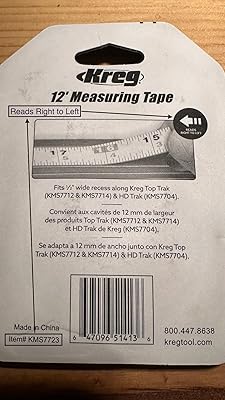 Kreg
12' Measuring Tape
Reads Right to Left
READS
RIGHT TO LEFT
17 16 15
Fits ½" wide recess along Kreg Top Trak
(KMS7712 & KMS7714) & HD Trak (KMS7704).
Convient aux cavités de 12 mm de largeur
des produits Top Trak (KMS7712 & KMS7714)
et HD Trak de Kreg (KMS7704).
Se adapta a 12 mm de ancho junto con Kreg Top
Trak (KMS7712 & KMS7714) & HD Trak (KMS7704).
6 47096 51413 6
Made in China
Item# KMS7723
800.447.8638
kregtool.com